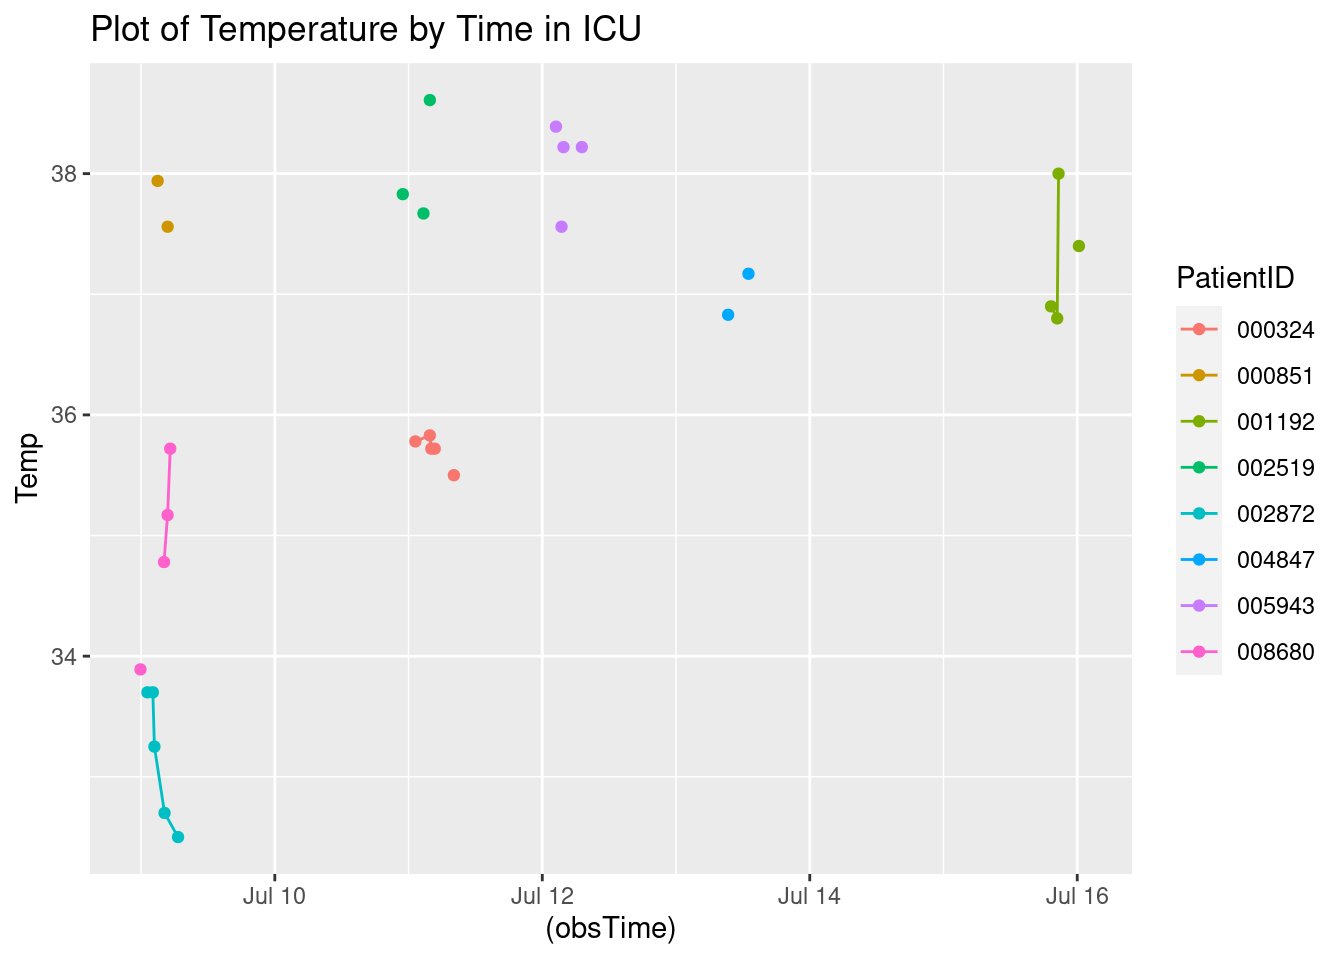 Plot of Temperature by Time in ICU
38
36
34
Temp
Jul 10
Jul 12
Jul 14
Jul 16
(obsTime)
PatientID
000324
000851
001192
002519
002872
004847
005943
008680